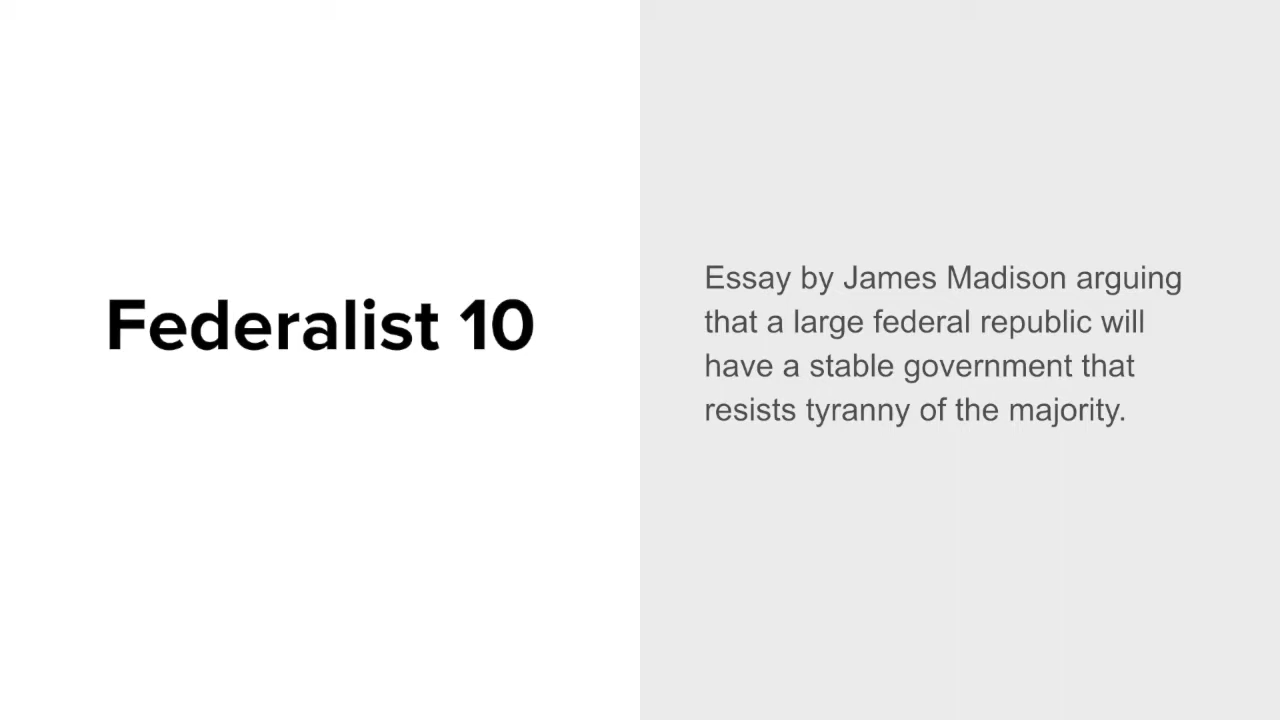 Federalist 10
Essay by James Madison arguing
that a large federal republic will
have a stable government that
resists tyranny of the majority.